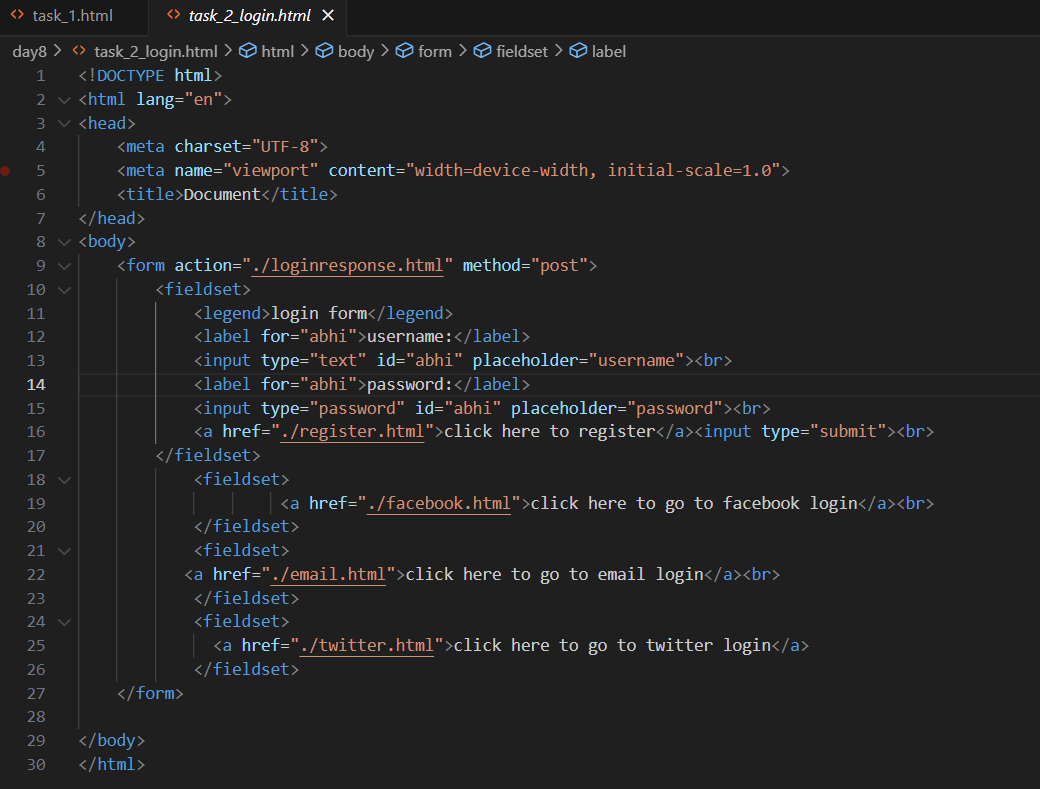 task_1.html task_2_login.html
day8 > task_2_login.html > html > body > form > fieldset > label
1 <!DOCTYPE html>
2 <html lang="en">
3 <head>
4 <meta charset="UTF-8">
5 <meta name="viewport" content="width=device-width, initial-scale=1.0">
6 <title>Document</title>
7 </head>
8 <body>
9 <form action="./loginresponse.html" method="post">
10 <fieldset>
11 <legend>login form</legend>
12 <label for="abhi">username:</label>
13 <input type="text" id="abhi" placeholder="username"><br>
14 <label for="abhi">password:</label>
15 <input type="password" id="abhi" placeholder="password"><br>
16 <a href="./register.html">click here to register</a><input type="submit"><br>
17 </fieldset>
18 <fieldset>
19 <a href="./facebook.html">click here to go to facebook login</a><br>
20 </fieldset>
21 <fieldset>
22 <a href="./email.html">click here to go to email login</a><br>
23 </fieldset>
24 <fieldset>
25 <a href="./twitter.html">click here to go to twitter login</a>
26 </fieldset>
27 </form>
28
29 </body>
30 </html>